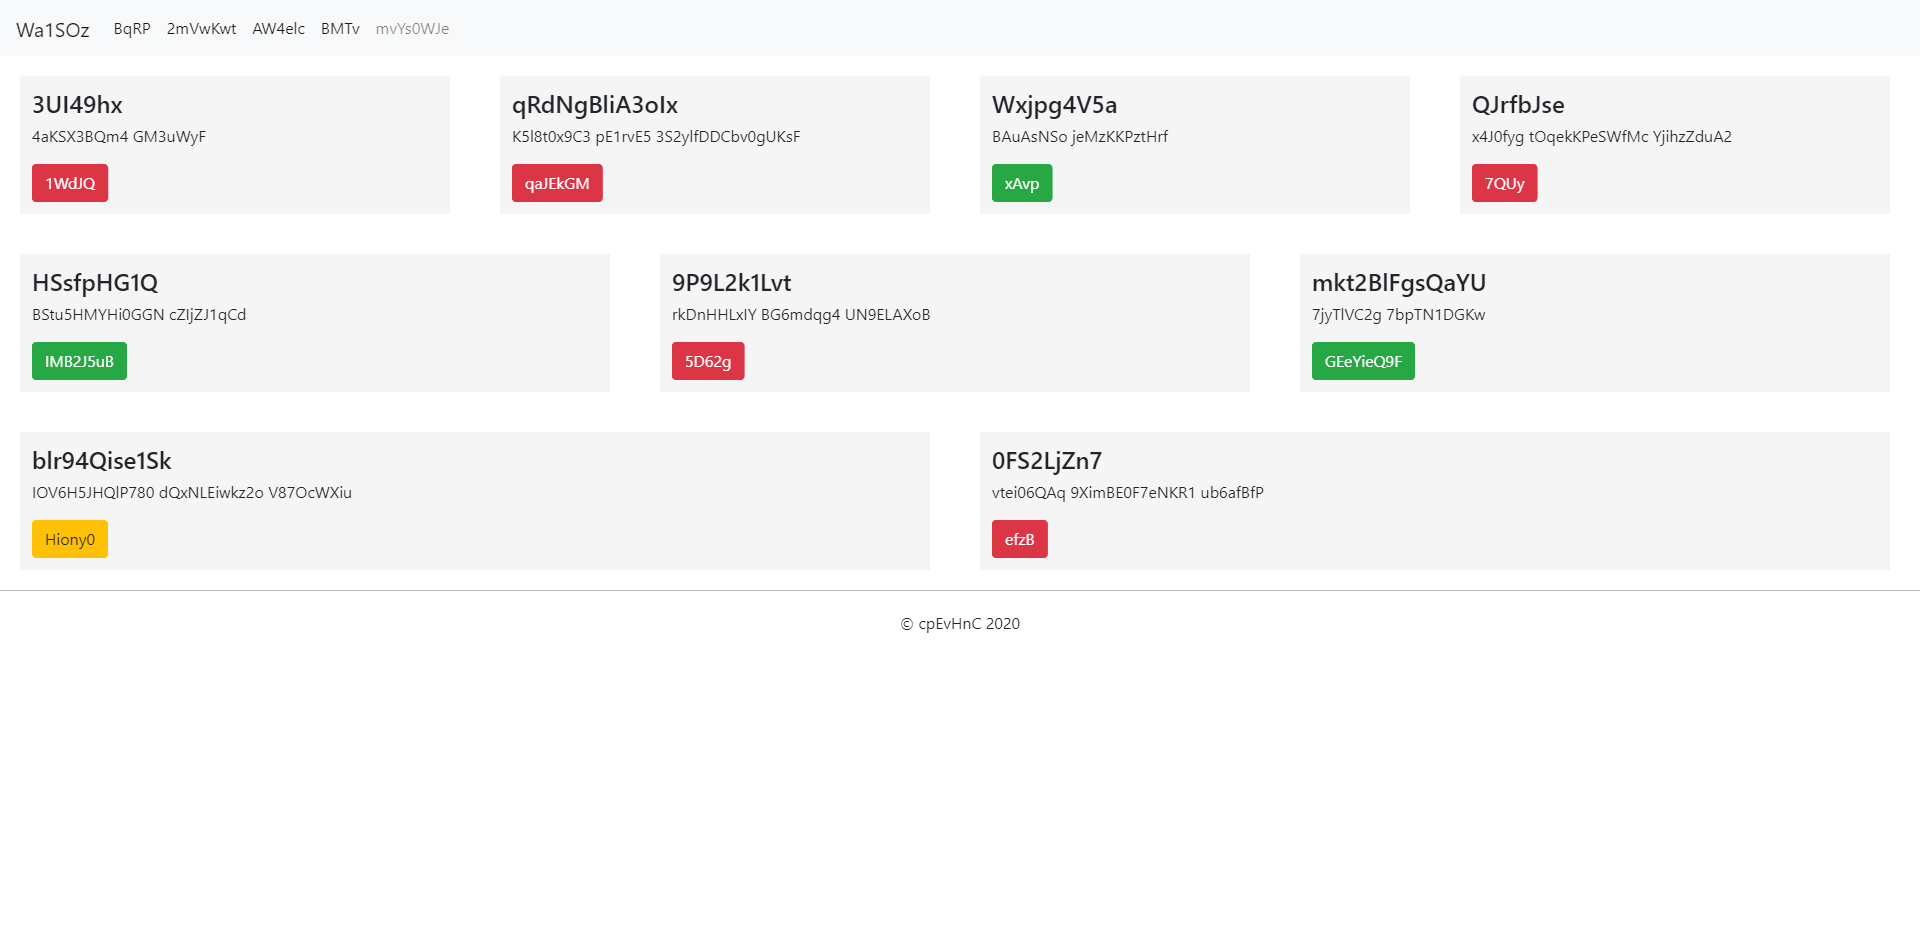 Wa1SOz BqRP 2mVwKwt AW4elc BMTv mvYs0WJe
3UI49hx
4aKSX3BQm4 GM3uWyF
1WdJQ
qRdNgBliA3oIx
K5l8t0x9C3 pE1rvE5 3S2ylfDDCbv0gUKsF
qaJEkGM
Wxjpg4V5a
BAuAsNSo jeMzKKPztHrf
xAvp
QJrfbJse
x4J0fyg tOqekKPeSWfMc YjihzZduA2
7QUy
HSsfpHG1Q
BStu5HMYHi0GGN cZIjZJ1qCd
IMB2J5uB
9P9L2k1Lvt
rkDnHHLxIY BG6mdqg4 UN9ELAXoB
5D62g
mkt2BlFgsQaYU
7jyTlVC2g 7bpTN1DGKw
GEeYieQ9F
blr94Qise1Sk
IOV6H5JHQlP780 dQxNLEiwkz2o V87OcWXiu
Hiony0
0FS2LjZn7
vtei06QAq 9XimBE0F7eNKR1 ub6afBfP
efzB
© cpEvHnC 2020